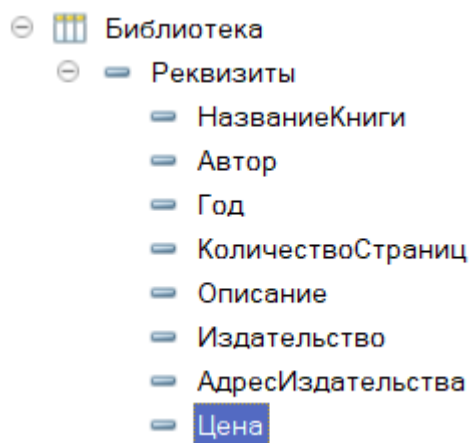 Библиотека
Реквизиты
НазваниеКниги
Автор
Год
КоличествоСтраниц
Описание
Издательство
АдресИздательства
Цена